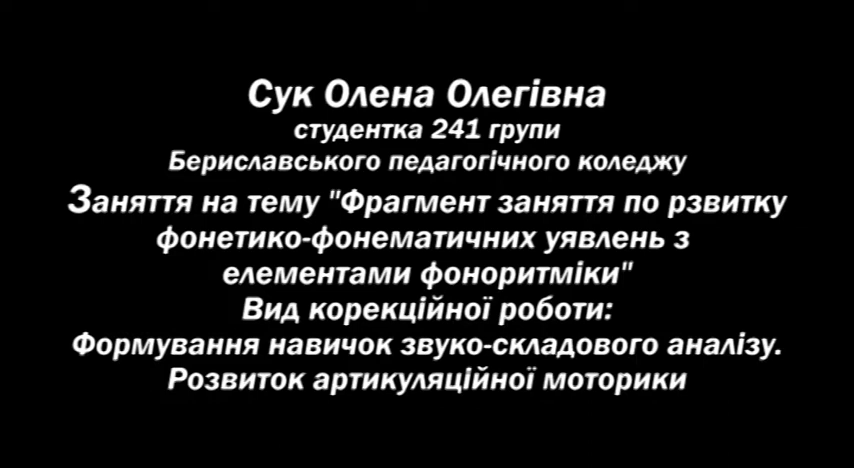 Сук Олена Олегівна
студентка 241 групи
Бериславського педагогічного коледжу
Заняття на тему "Фрагмент заняття по рзвитку
фонетико-фонематичних уявлень з
елементами фоноритміки"
Вид корекційної роботи:
Формування навичок звуко-складового аналізу.
Розвиток артикуляційної моторики